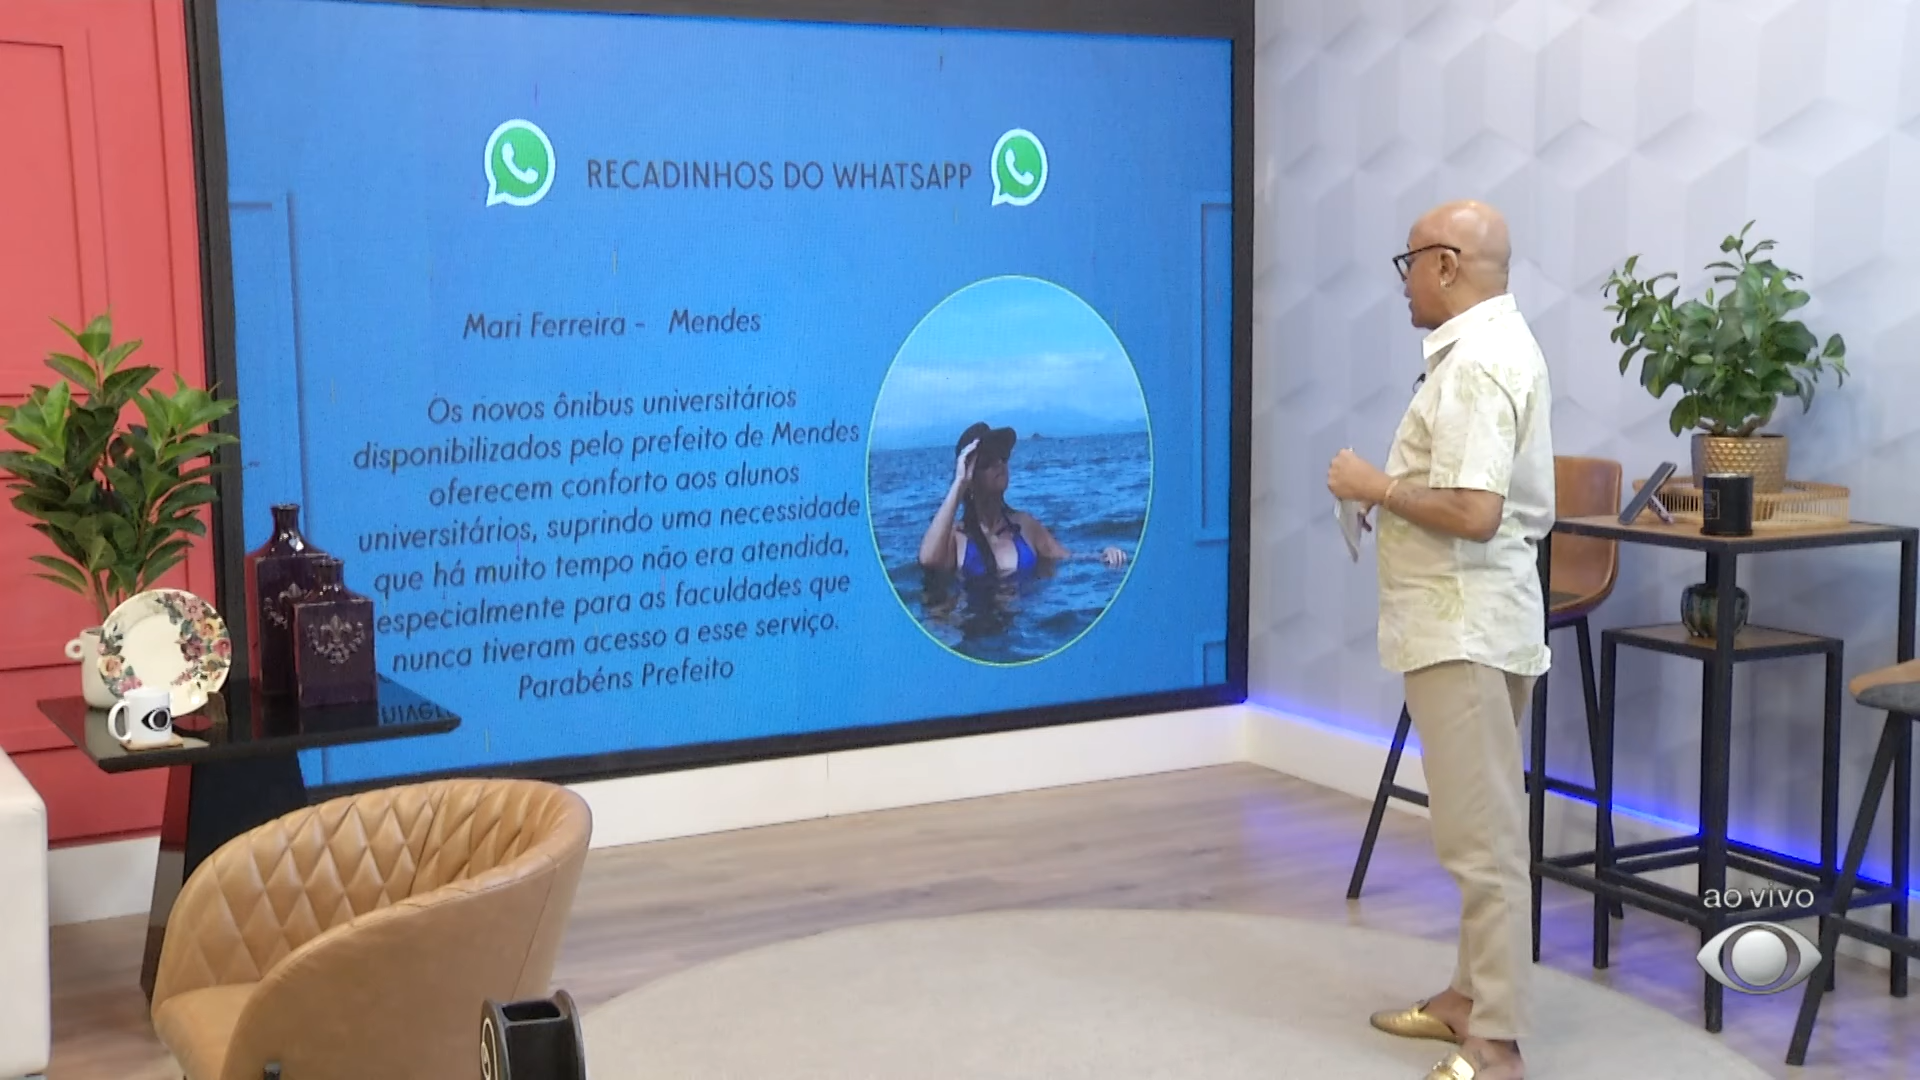 RECADINHOS DO WHATSAPP
Mari Ferreira - Mendes
Os novos ônibus universitários
disponibilizados pelo prefeito de Mendes
oferecem conforto aos alunos
universitários, suprindo uma necessidade
que há muito tempo não era atendida,
especialmente para as faculdades que
nunca tiveram acesso a esse serviço.
Parabéns Prefeito
ao vivo